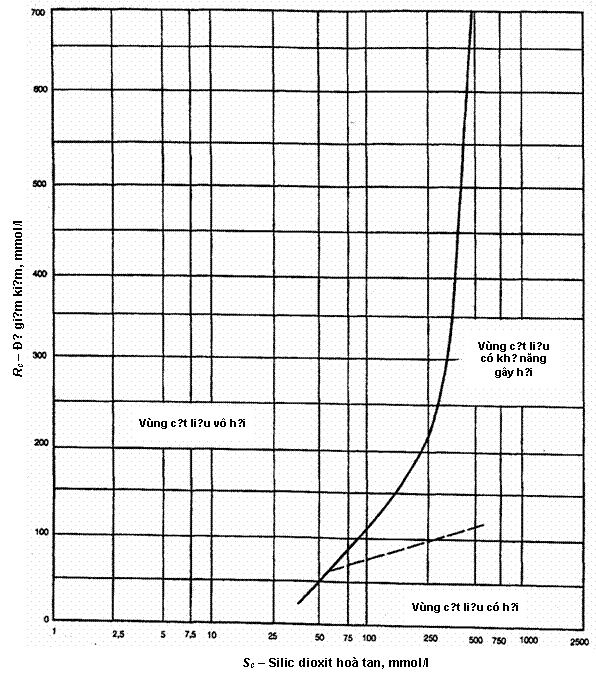 700
600
500
400
300
200
100
0
R꜀ – Đ? gi?m ki?m, mmol/l
Vùng c?t li?u
có kh? năng
gây h?i
Vùng c?t li?u vô h?i
Vùng c?t li?u có h?i
1 2,5 5 7,5 10 25 50 75 100 250 500 750 1000 2500
S꜀ – Silic dioxit hoà tan, mmol/l